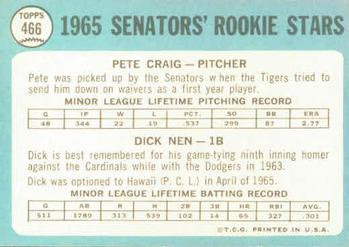 TOPPS
466
1965 SENATORS' ROOKIE STARS
PETE CRAIG — PITCHER
Pete was picked up by the Senators when the Tigers tried to
send him down on waivers as a first year player.
MINOR LEAGUE LIFETIME PITCHING RECORD
G IP W L PCT. SO BB ERA
48 344 22 19 .537 299 87 2.77
DICK NEN — 1B
Dick is best remembered for his game-tying ninth inning homer
against the Cardinals while with the Dodgers in 1963.
Dick was optioned to Hawaii (P. C. L.) in April of 1965.
MINOR LEAGUE LIFETIME BATTING RECORD
G AB R H 2B 3B HR RBI AVG.
511 1789 313 539 102 14 65 327 .301
©T.C.G. PRINTED IN U.S.A.